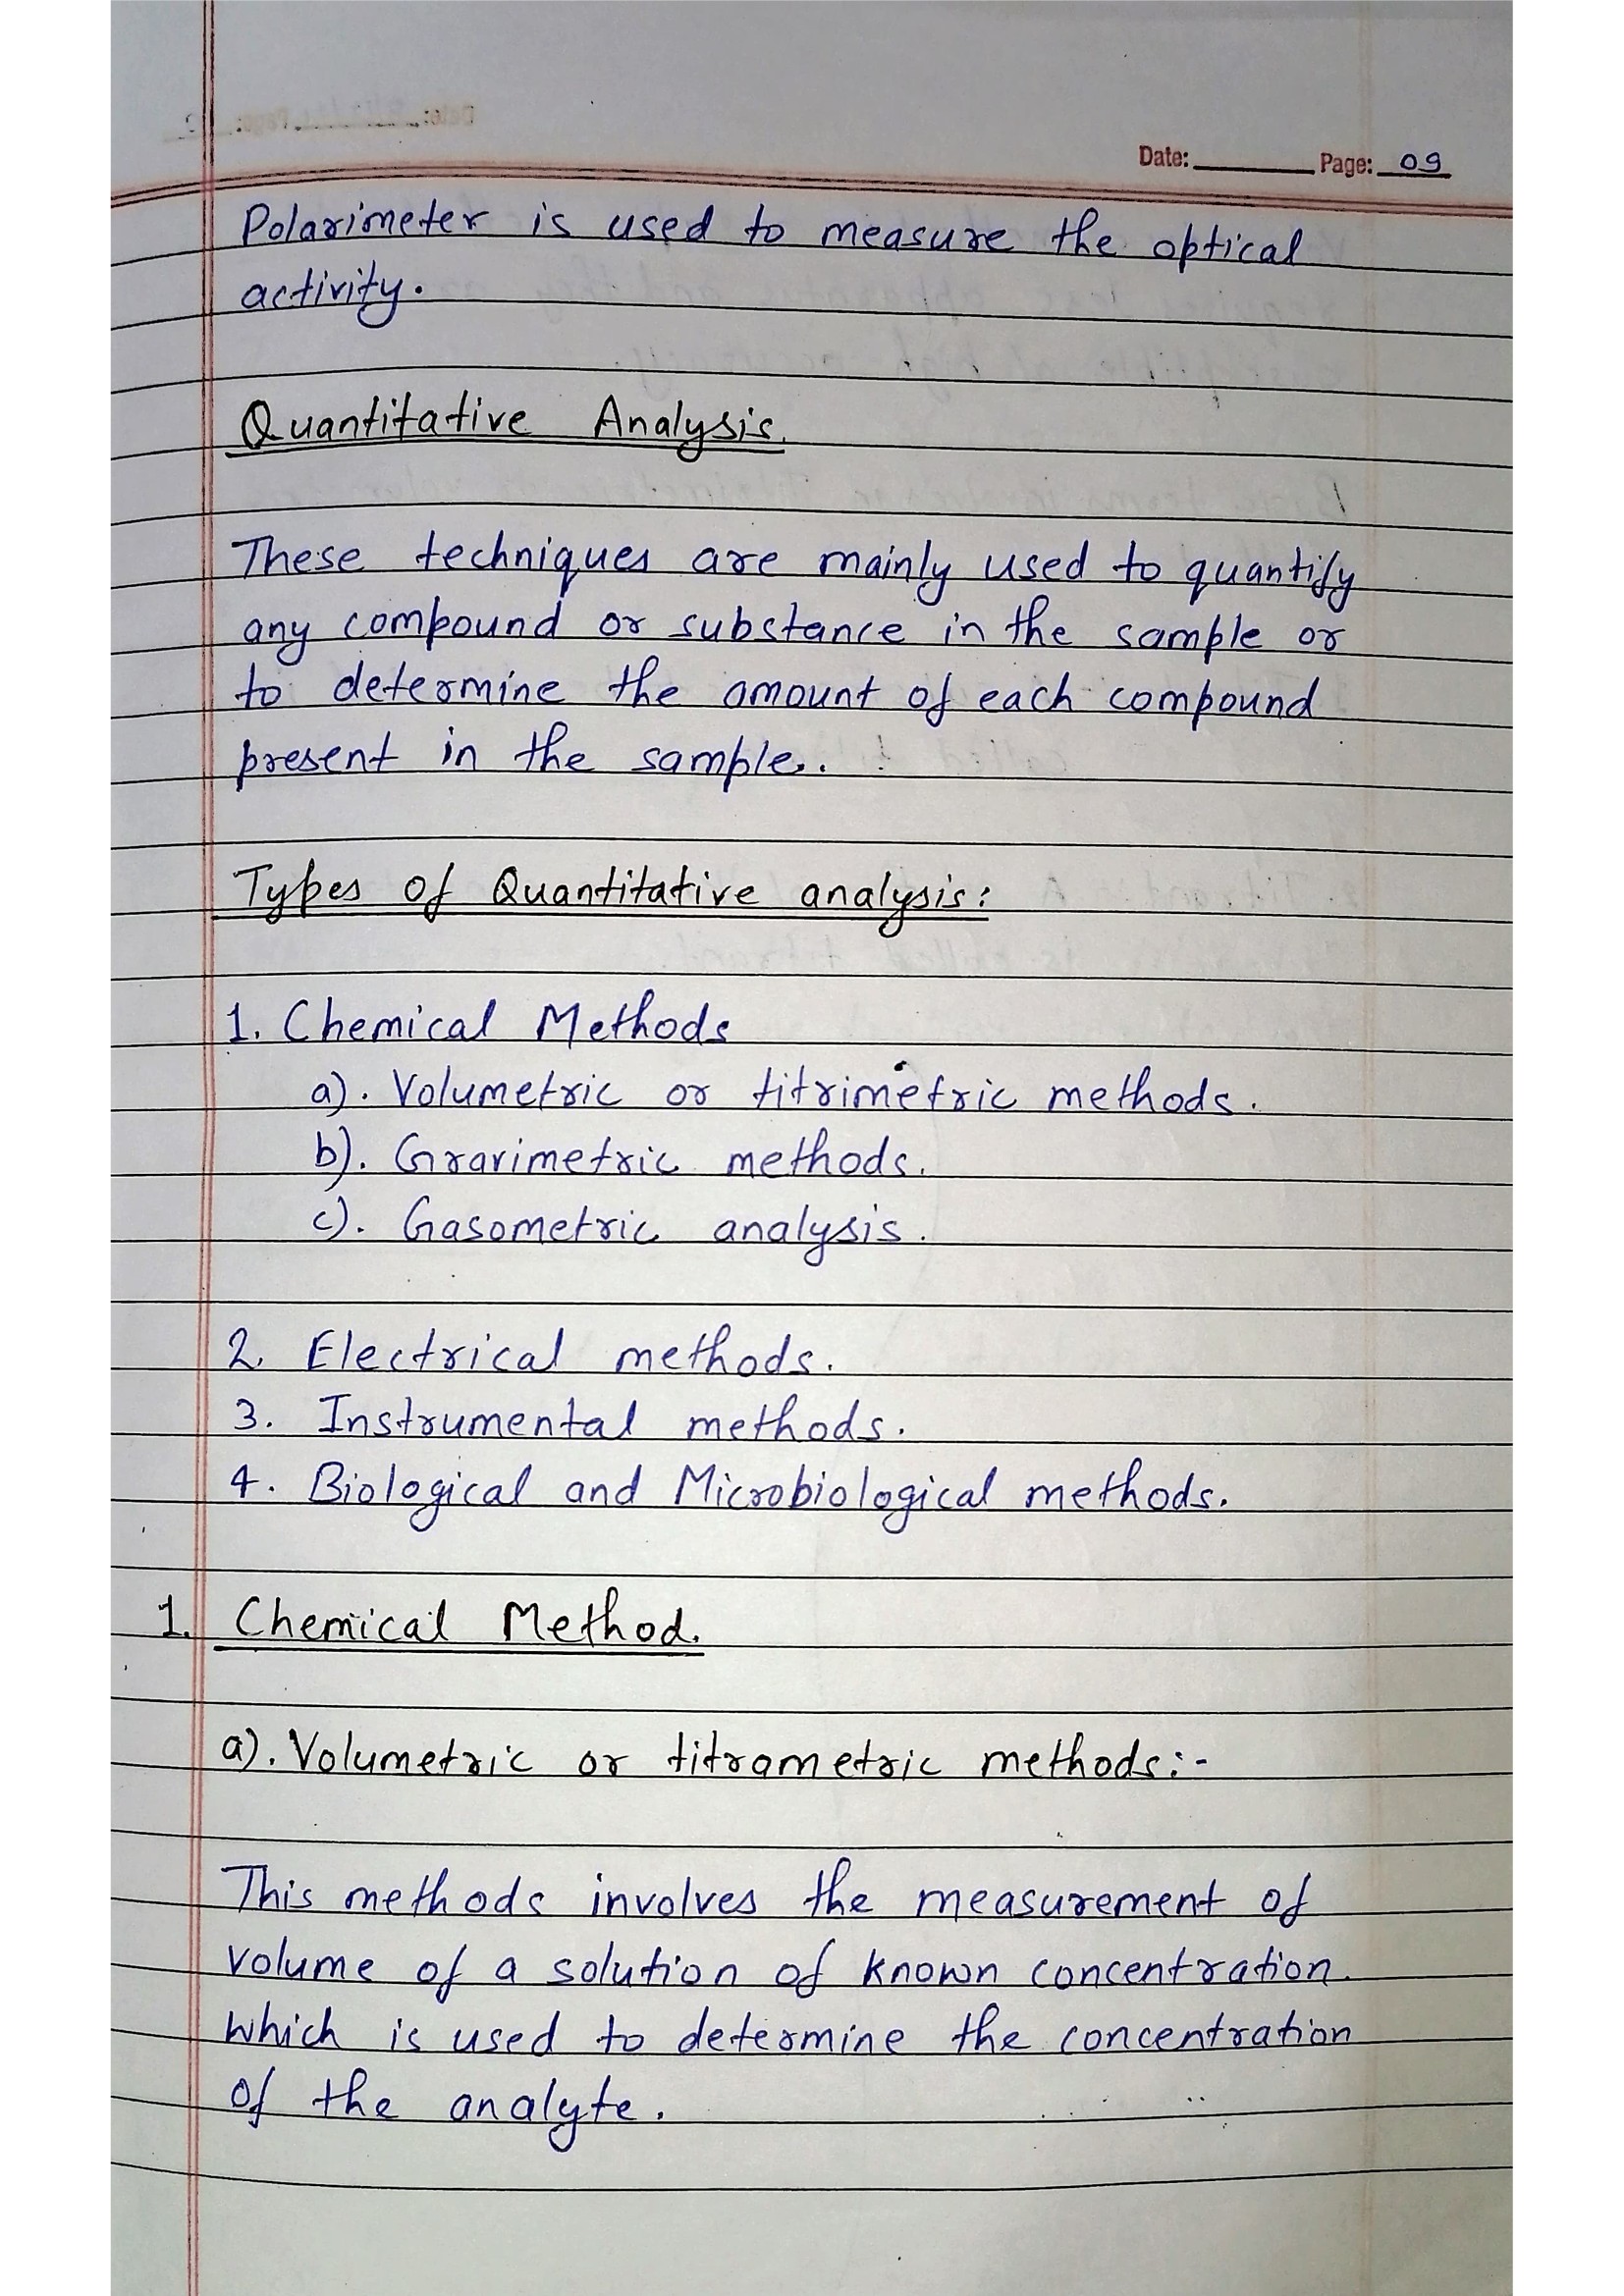 Date: Page: 09
Polarimeter is used to measure the optical
activity.
Quantitative Analysis.
These techniques are mainly used to quantify
any compound or substance in the sample or
to determine the amount of each compound
present in the sample.
Types of Quantitative analysis:
1. Chemical Methods
a). Volumetric or titrimetric methods.
b). Gravimetric methods.
c). Gasometric analysis.
2. Electrical methods.
3. Instrumental methods.
4. Biological and Microbiological methods.
1. Chemical Method.
a). Volumetric or titrametric methods:-
This methods involves the measurement of
volume of a solution of known concentration
which is used to determine the concentration
of the analyte.